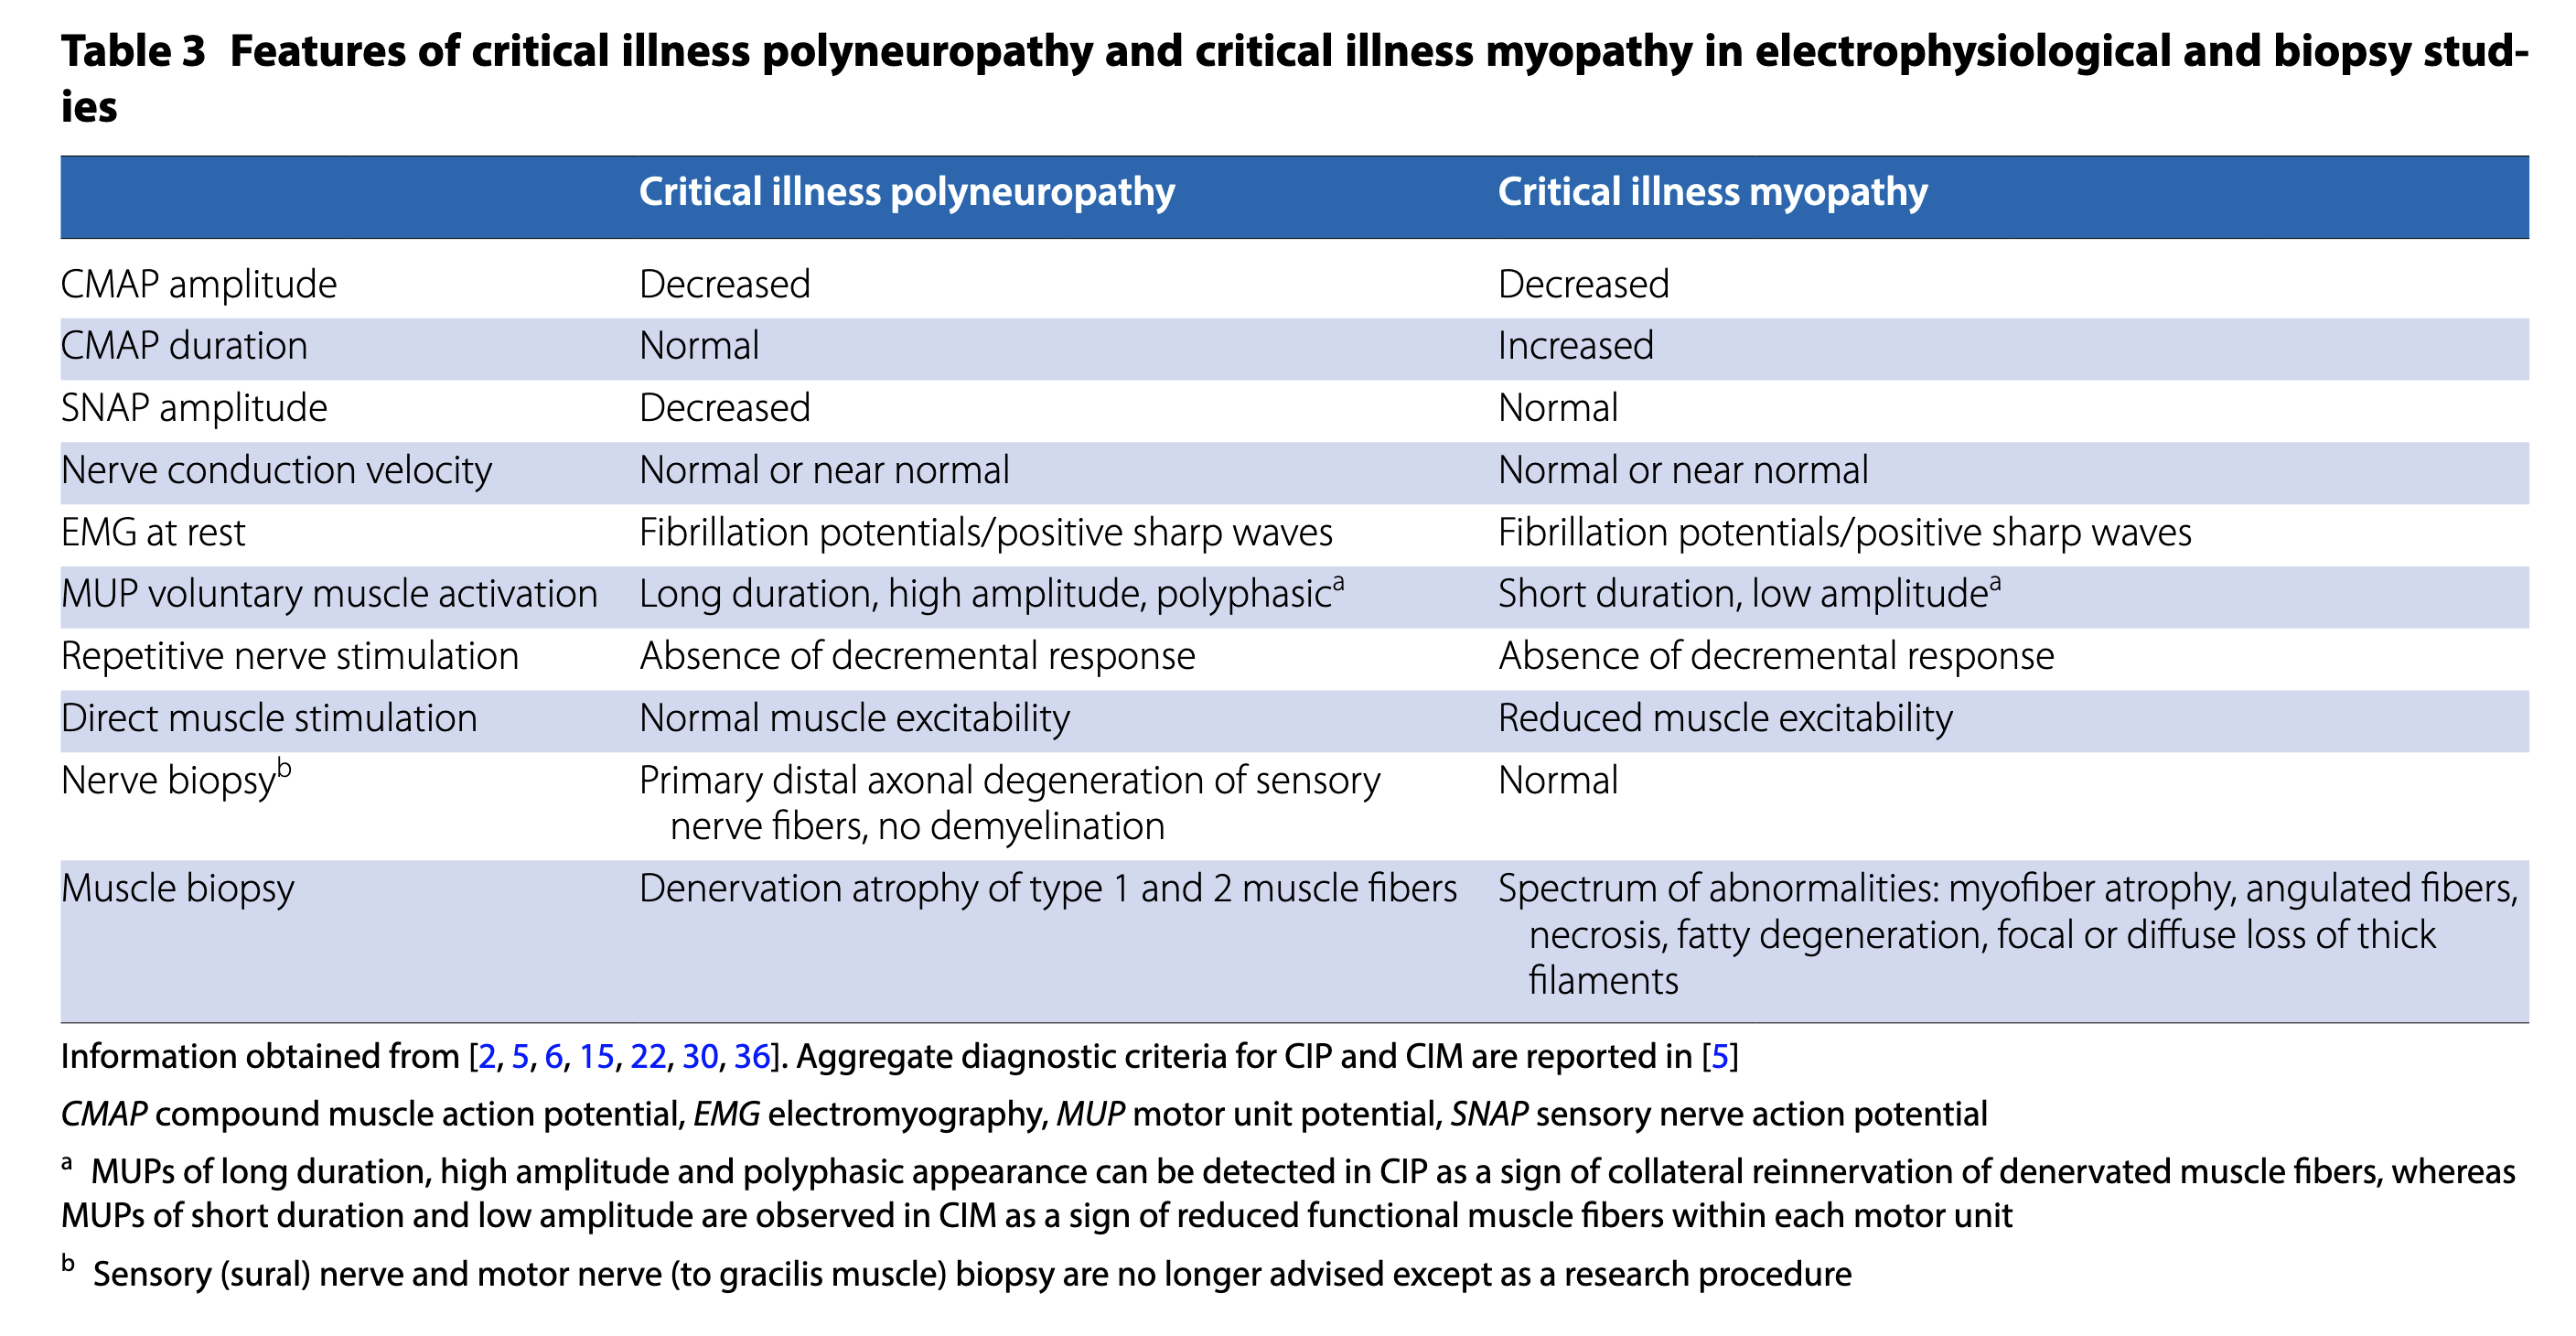 Table 3 Features of critical illness polyneuropathy and critical illness myopathy in electrophysiological and biopsy stud-
ies
Critical illness polyneuropathy Critical illness myopathy
CMAP amplitude Decreased Decreased
CMAP duration Normal Increased
SNAP amplitude Decreased Normal
Nerve conduction velocity Normal or near normal Normal or near normal
EMG at rest Fibrillation potentials/positive sharp waves Fibrillation potentials/positive sharp waves
MUP voluntary muscle activation Long duration, high amplitude, polyphasicᵃ Short duration, low amplitudeᵃ
Repetitive nerve stimulation Absence of decremental response Absence of decremental response
Direct muscle stimulation Normal muscle excitability Reduced muscle excitability
Nerve biopsyᵇ Primary distal axonal degeneration of sensory Normal
nerve fibers, no demyelination
Muscle biopsy Denervation atrophy of type 1 and 2 muscle fibers Spectrum of abnormalities: myofiber atrophy, angulated fibers,
necrosis, fatty degeneration, focal or diffuse loss of thick
filaments
Information obtained from [2, 5, 6, 15, 22, 30, 36]. Aggregate diagnostic criteria for CIP and CIM are reported in [5]
CMAP compound muscle action potential, EMG electromyography, MUP motor unit potential, SNAP sensory nerve action potential
ᵃ MUPs of long duration, high amplitude and polyphasic appearance can be detected in CIP as a sign of collateral reinnervation of denervated muscle fibers, whereas
MUPs of short duration and low amplitude are observed in CIM as a sign of reduced functional muscle fibers within each motor unit
ᵇ Sensory (sural) nerve and motor nerve (to gracilis muscle) biopsy are no longer advised except as a research procedure